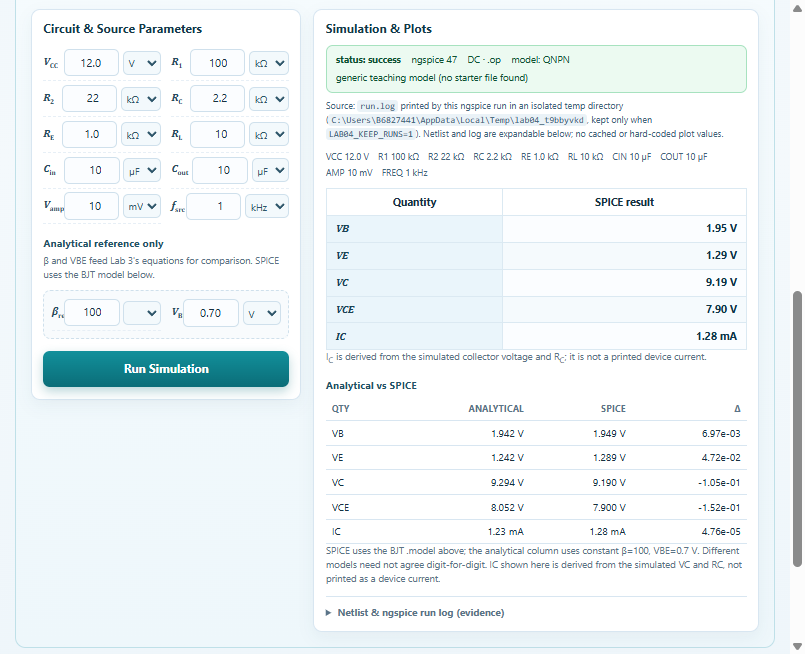 Circuit & Source Parameters
VCC 12.0 V R1 100 kΩ
R2 22 kΩ RC 2.2 kΩ
RE 1.0 kΩ RL 10 kΩ
Cin 10 μF Cout 10 μF
Vamp 10 mV fsrc 1 kHz
Analytical reference only
β and VBE feed Lab 3's equations for comparison. SPICE
uses the BJT model below.
100 0.70 V
Run Simulation
Simulation & Plots
status: success ngspice 47 DC · .op model: QNPN
generic teaching model (no starter file found)
Source: run.log printed by this ngspice run in an isolated temp directory
(C:\Users\B6827441\AppData\Local\Temp\lab04_t9bbyvkd, kept only when
LAB04_KEEP_RUNS=1). Netlist and log are expandable below; no cached or hard-coded plot values.
VCC 12.0 V R1 100 kΩ R2 22 kΩ RC 2.2 kΩ RE 1.0 kΩ RL 10 kΩ CIN 10 μF COUT 10 μF
AMP 10 mV FREQ 1 kHz
Quantity SPICE result
VB 1.95 V
VE 1.29 V
VC 9.19 V
VCE 7.90 V
IC 1.28 mA
IC is derived from the simulated collector voltage and RC; it is not a printed device current.
Analytical vs SPICE
QTY ANALYTICAL SPICE Δ
VB 1.942 V 1.949 V 6.97e-03
VE 1.242 V 1.289 V 4.72e-02
VC 9.294 V 9.190 V -1.05e-01
VCE 8.052 V 7.900 V -1.52e-01
IC 1.23 mA 1.28 mA 4.76e-05
SPICE uses the BJT .model above; the analytical column uses constant β=100, VBE=0.7 V. Different
models need not agree digit-for-digit. IC shown here is derived from the simulated VC and RC, not
printed as a device current.
Netlist & ngspice run log (evidence)